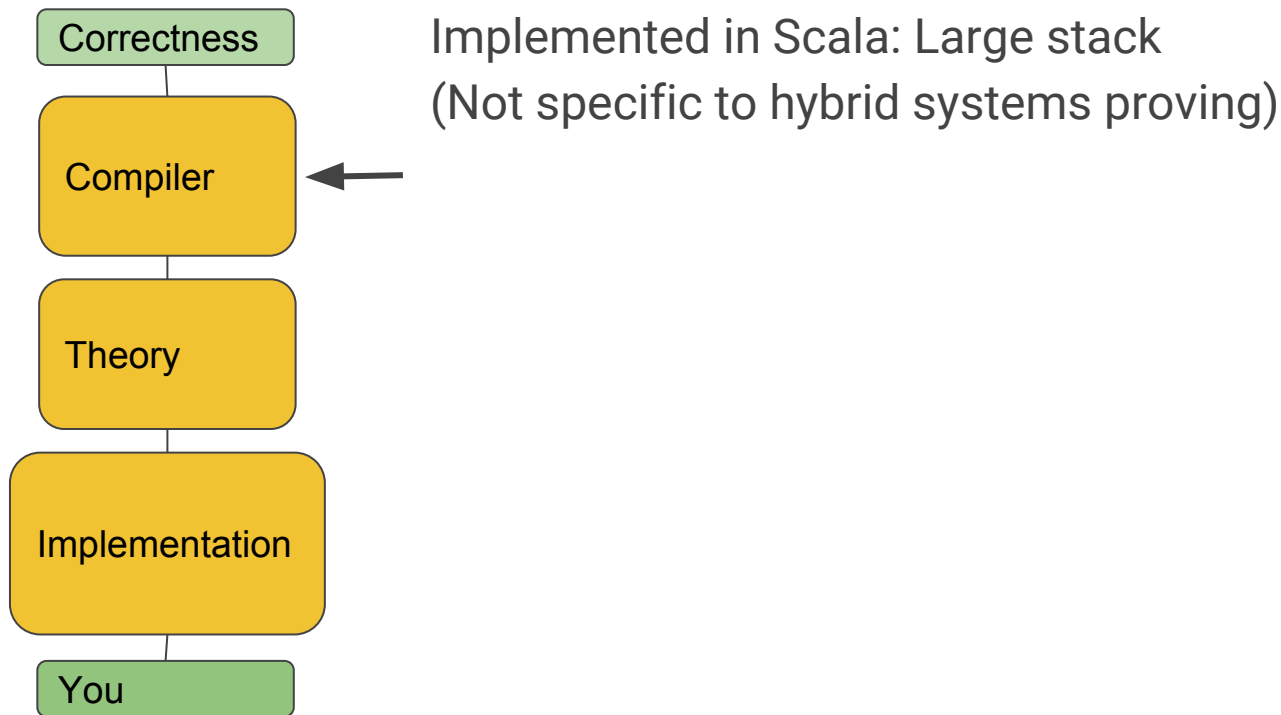 Correctness
Implemented in Scala: Large stack
(Not specific to hybrid systems proving)
Compiler
Theory
Implementation
You